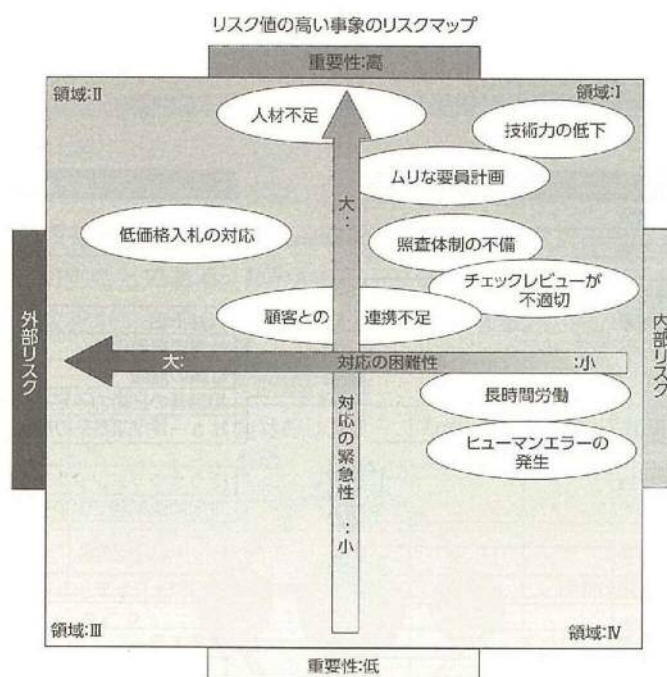 リスク値の高い事象のリスクマップ
重要性:高
領域:II
領域:I
人材不足
技術力の低下
ムリな要員計画
大:
低価格入札の対応
照査体制の不備
チェックレビューが
不適切
顧客との 連携不足
外部リスク
内部リスク
大: 対応の困難性 :小
長時間労働
対応の緊急性 :小
ヒューマンエラーの
発生
領域:III
領域:IV
重要性:低